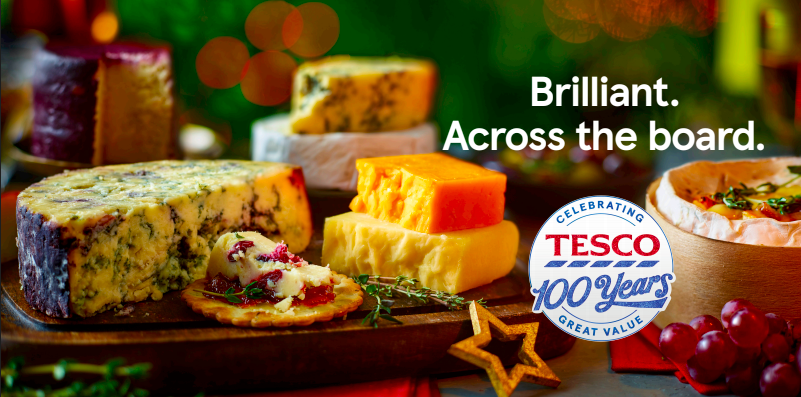 Brilliant.
Across the board.
CELEBRATING
TESCO
100 Years
GREAT VALUE